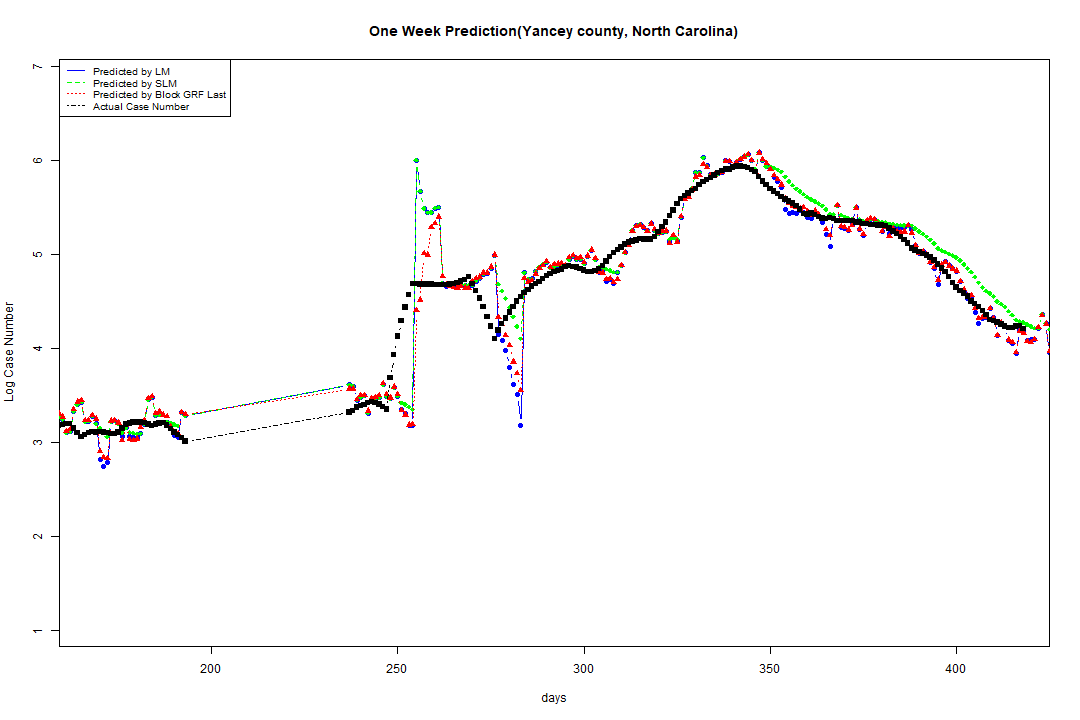 One Week Prediction(Yancey county, North Carolina)
Predicted by LM
Predicted by SLM
Predicted by Block GRF Last
Actual Case Number
7
6
5
4
3
2
1
Log Case Number
200 250 300 350 400
days